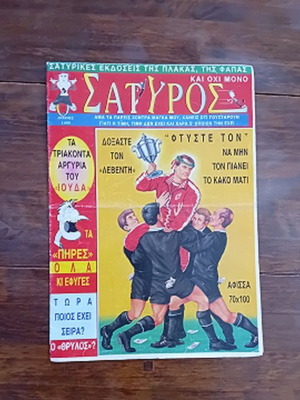 ΣΑΤΥΡΙΚΕΣ ΕΚΔΟΣΕΙΣ ΤΗΣ ΠΛΑΚΑΣ, ΤΗΣ ΦΑΠΑΣ
ΚΑΙ ΟΧΙ ΜΟΝΟ
ΣΑΤΥΡΟΣ
ΔΟΞΑΣΤΕ
ΤΟΝ
«ΛΕΒΕΝΤΗ»
"ΦΤΥΣΤΕ ΤΟΝ"
ΝΑ ΜΗΝ
ΤΟΝ ΠΙΑΝΕΙ
ΤΟ ΚΑΚΟ ΜΑΤΙ
ΤΑ
ΤΡΙΑΚΟΝΤΑ
ΑΡΓΥΡΙΑ
ΤΟΥ
ΙΟΥΔΑ
ΤΑ
«ΠΗΡΕΣ»
ΟΛΑ
ΚΙ ΕΦΥΓΕΣ
ΤΩΡΑ
ΠΟΙΟΣ ΕΧΕΙ
ΣΕΙΡΑ?
Ο «ΘΡΥΛΟΣ»?
ΑΦΙΣΣΑ
70x100